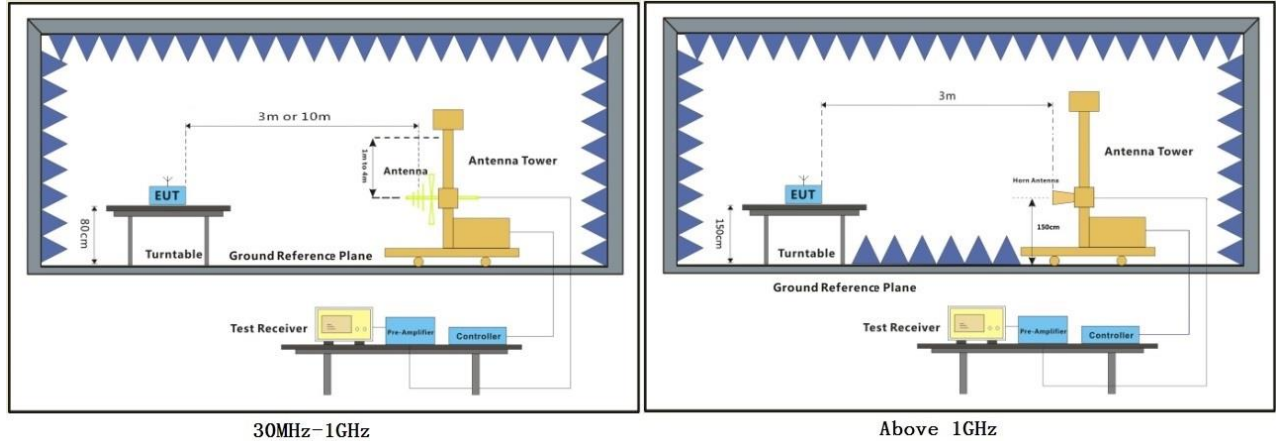 3m or 10m
1m to 4m
Antenna
Antenna Tower
EUT
80cm
Turntable
Ground Reference Plane
Test Receiver
Pre-Amplifier
Controller
30MHz-1GHz
3m
Antenna Tower
Horn Antenna
EUT
150cm
150cm
Turntable
Ground Reference Plane
Test Receiver
Pre-Amplifier
Controller
Above 1GHz